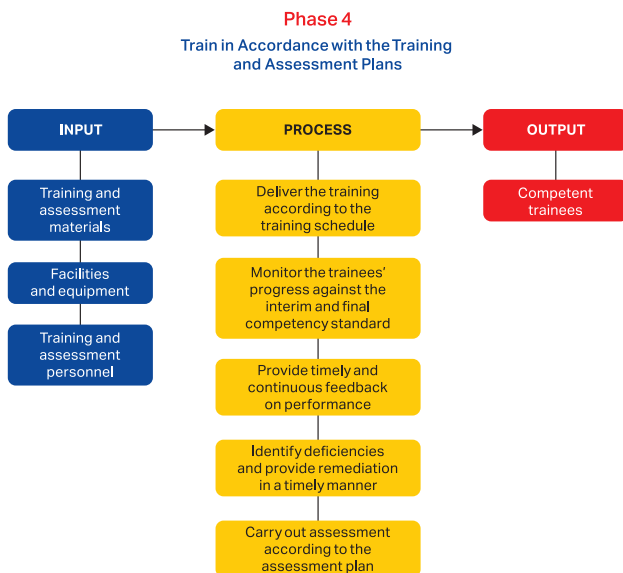 Phase 4
Train in Accordance with the Training
and Assessment Plans
INPUT
PROCESS
OUTPUT
Training and
assessment
materials
Facilities
and equipment
Training and
assessment
personnel
Deliver the training
according to the
training schedule
Monitor the trainees’
progress against the
interim and final
competency standard
Provide timely and
continuous feedback
on performance
Identify deficiencies
and provide remediation
in a timely manner
Carry out assessment
according to the
assessment plan
Competent
trainees